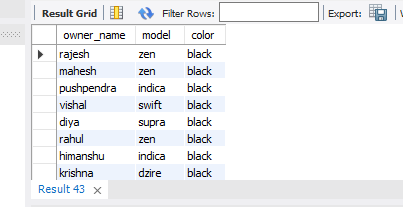 Result Grid Filter Rows: Export:
owner_name model color
rajesh zen black
mahesh zen black
pushpendra indica black
vishal swift black
diya supra black
rahul zen black
himanshu indica black
krishna dzire black
Result 43 ×